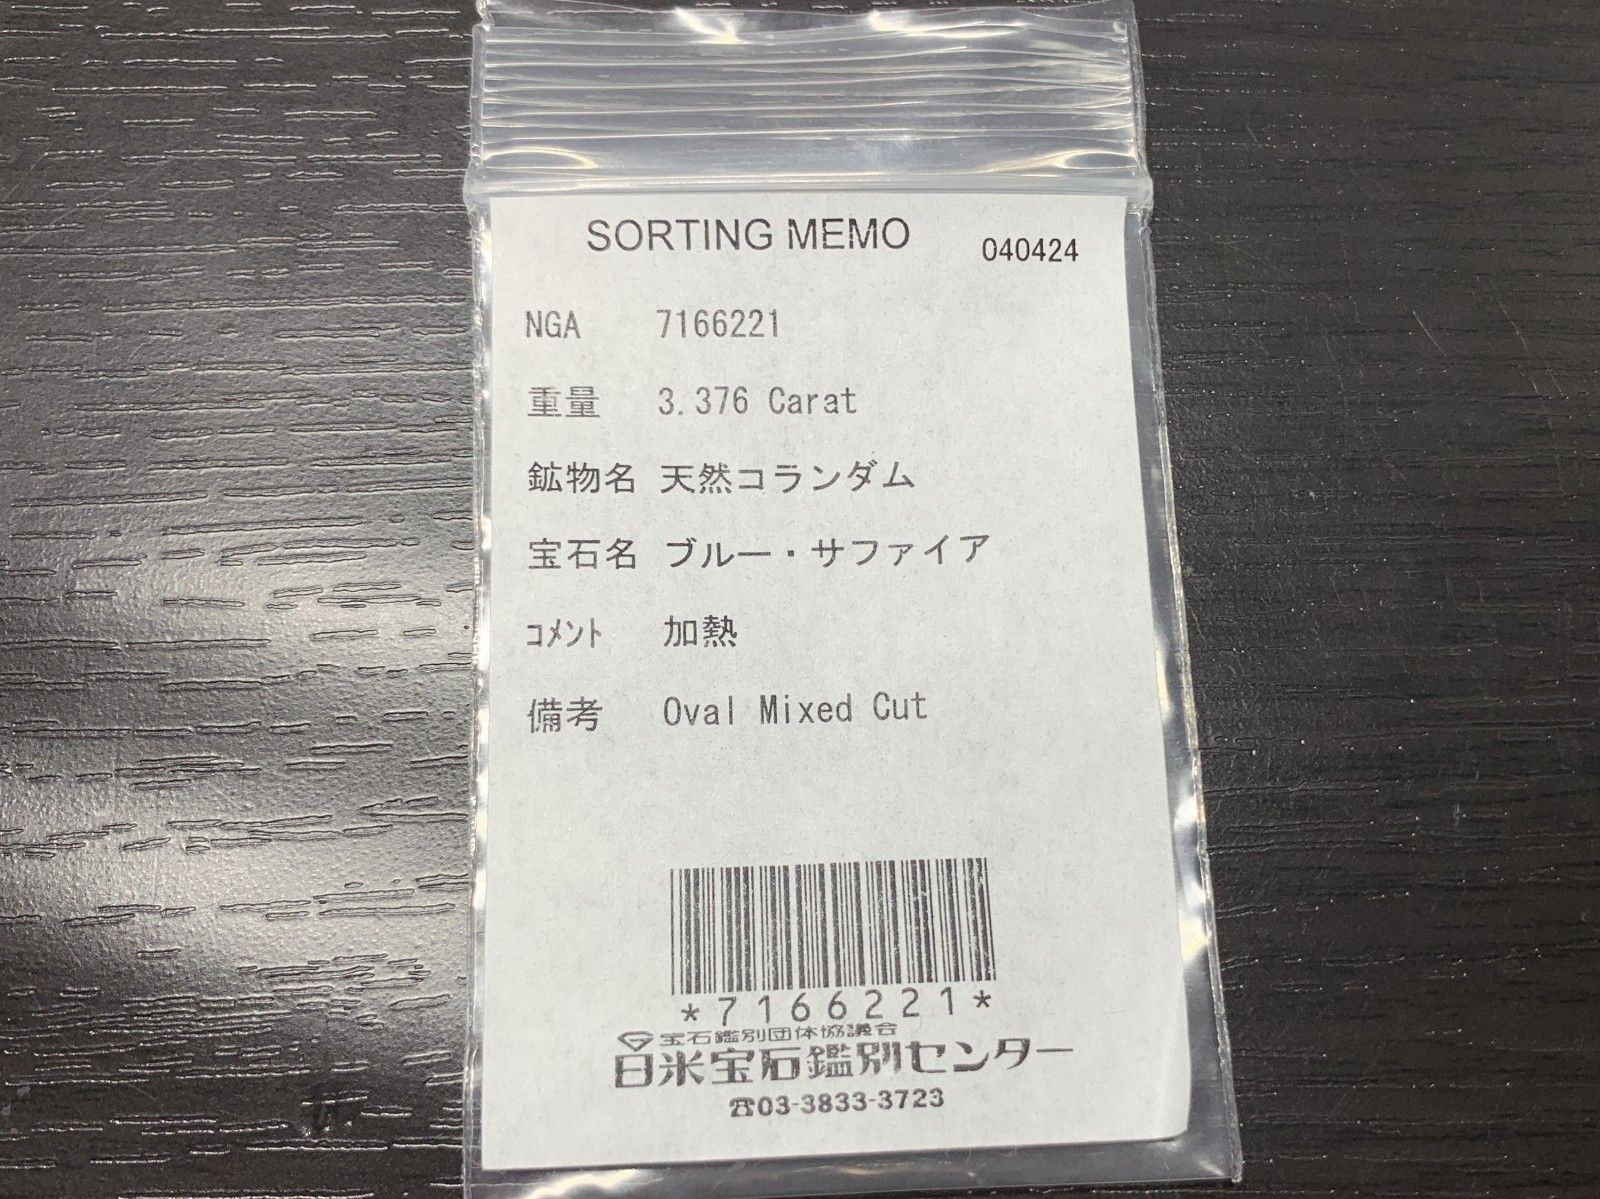 SORTING MEMO 040424
NGA 7166221
重量 3.376 Carat
鉱物名 天然コランダム
宝石名 ブルー・サファイア
ｺﾒﾝﾄ 加熱
備考 Oval Mixed Cut
*7166221*
宝石鑑別団体協議会
日米宝石鑑別センター
☎03-3833-3723